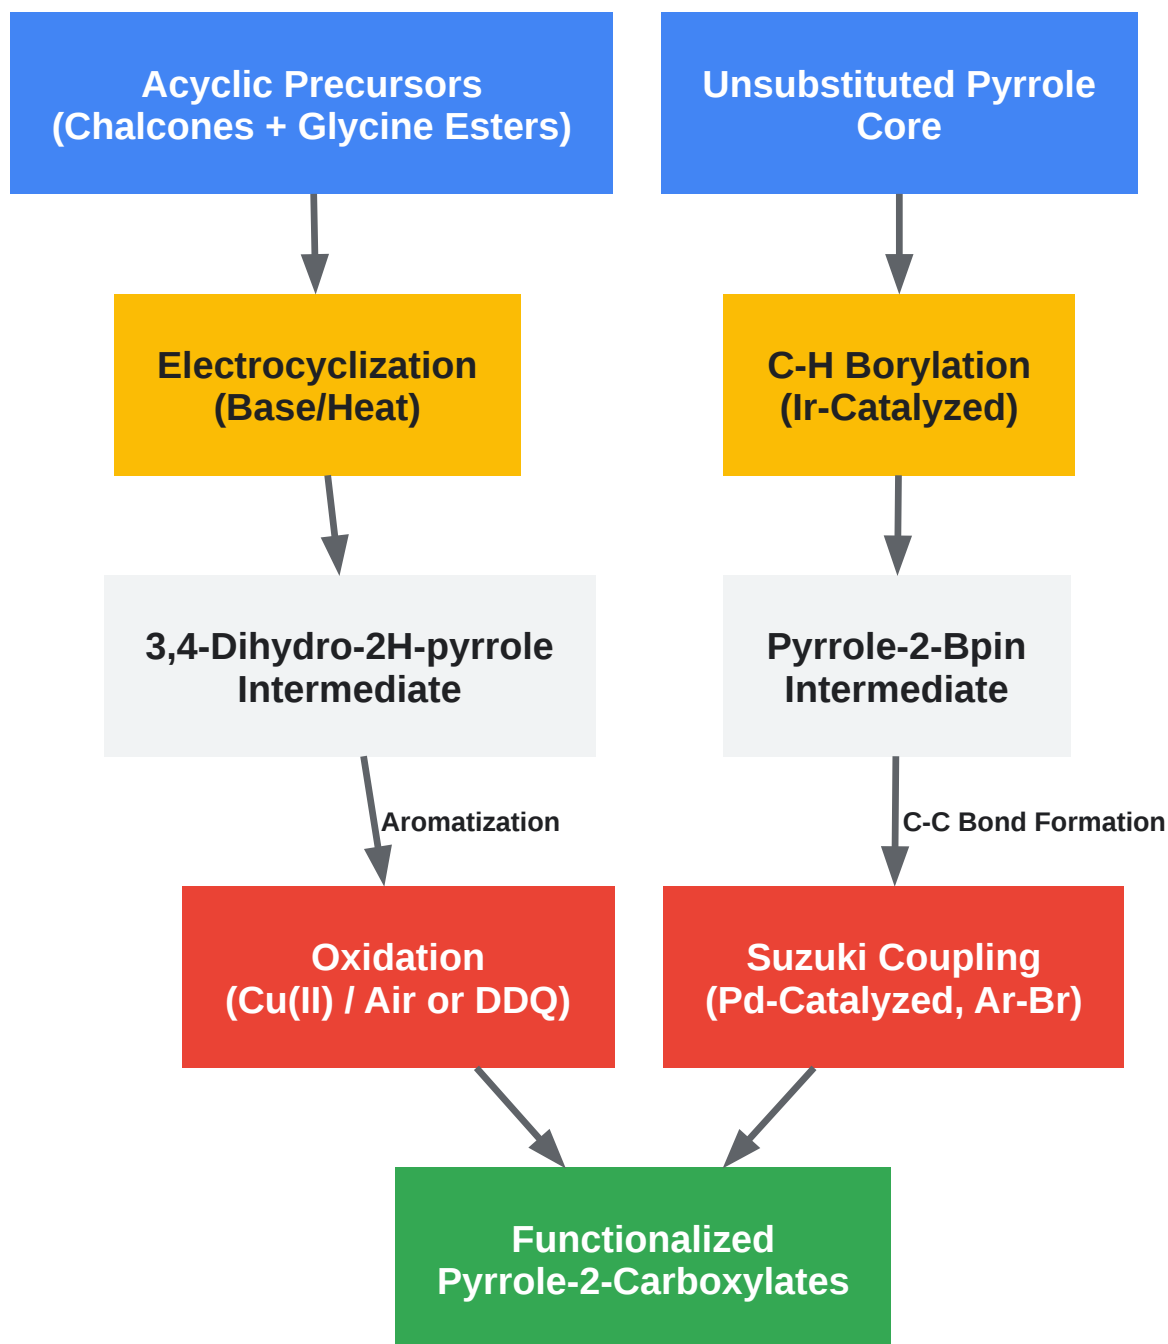 Acyclic Precursors
(Chalcones + Glycine Esters)
Unsubstituted Pyrrole
Core
Electrocyclization
(Base/Heat)
C-H Borylation
(Ir-Catalyzed)
3,4-Dihydro-2H-pyrrole
Intermediate
Pyrrole-2-Bpin
Intermediate
Aromatization
C-C Bond Formation
Oxidation
(Cu(II) / Air or DDQ)
Suzuki Coupling
(Pd-Catalyzed, Ar-Br)
Functionalized
Pyrrole-2-Carboxylates